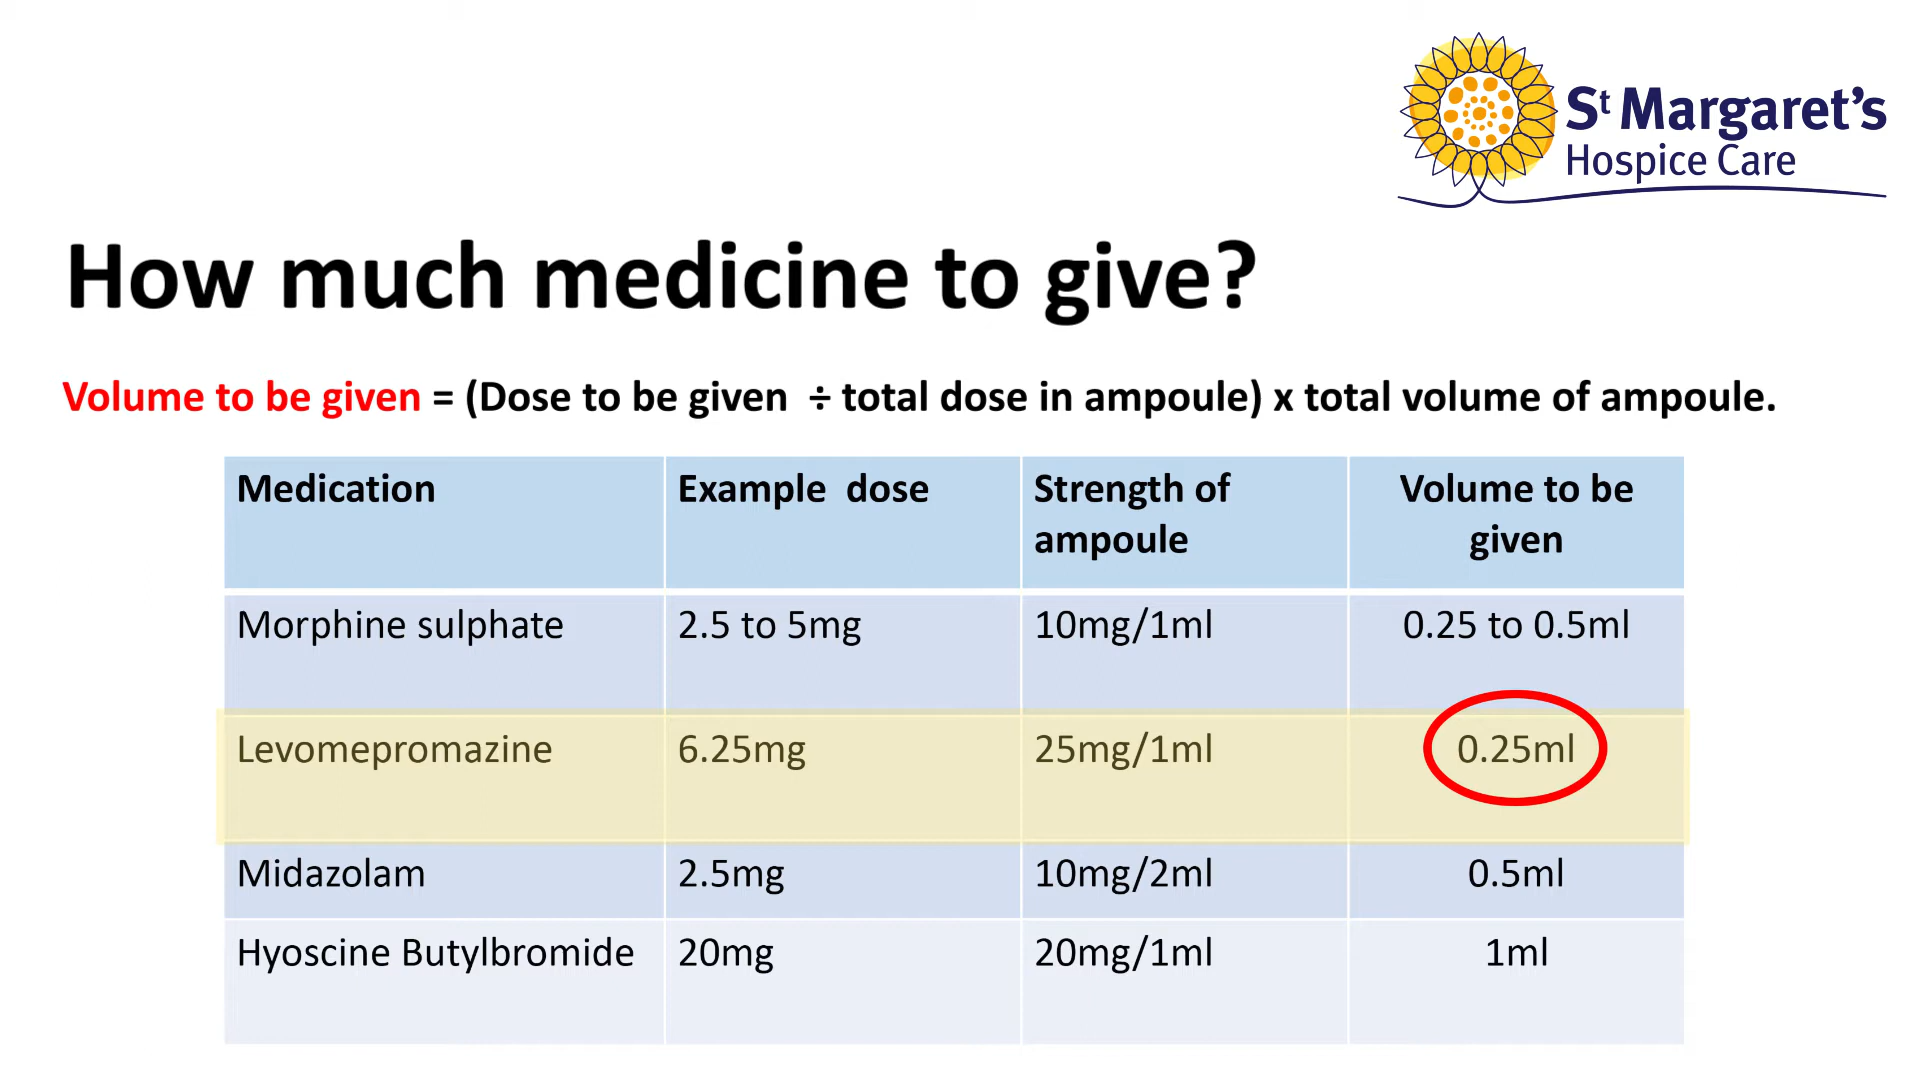 St Margaret's
Hospice Care
How much medicine to give?
Volume to be given = (Dose to be given ÷ total dose in ampoule) x total volume of ampoule.
Medication Example dose Strength of ampoule Volume to be given
Morphine sulphate 2.5 to 5mg 10mg/1ml 0.25 to 0.5ml
Levomepromazine 6.25mg 25mg/1ml 0.25ml
Midazolam 2.5mg 10mg/2ml 0.5ml
Hyoscine Butylbromide 20mg 20mg/1ml 1ml